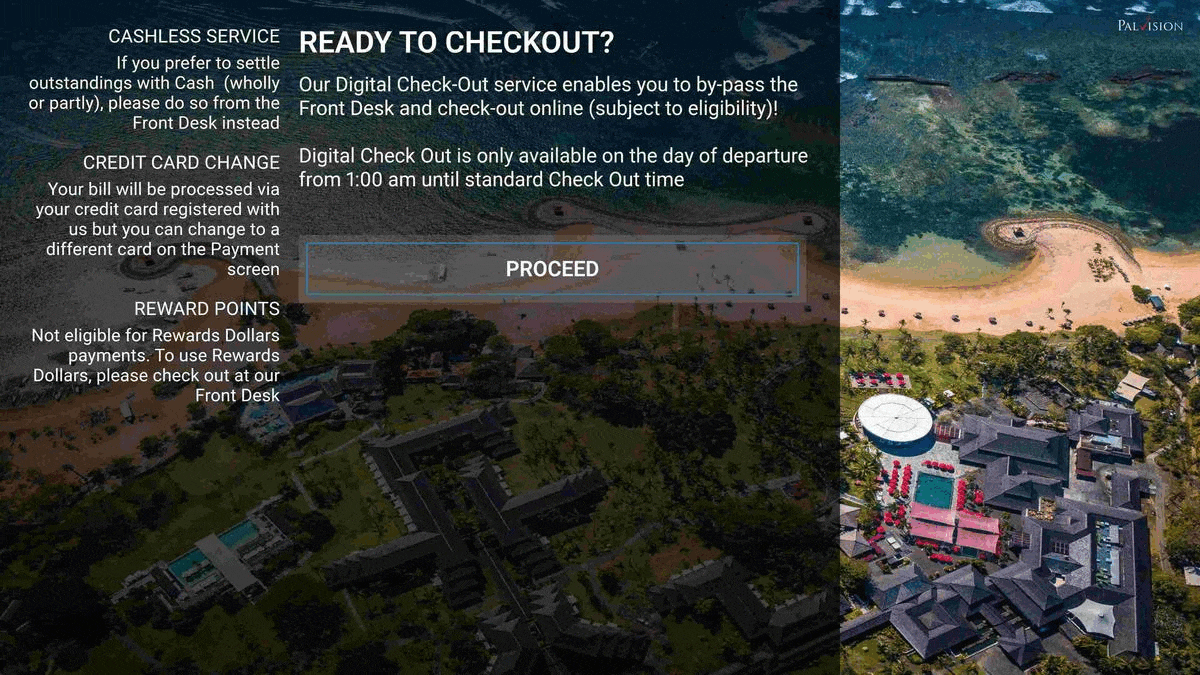 CASHLESS SERVICE
If you prefer to settle
outstandings with Cash (wholly
or partly), please do so from the
Front Desk instead
CREDIT CARD CHANGE
Your bill will be processed via
your credit card registered with
us but you can change to a
different card on the Payment
screen
REWARD POINTS
Not eligible for Rewards Dollars
payments. To use Rewards
Dollars, please check out at our
Front Desk
READY TO CHECKOUT?
Our Digital Check-Out service enables you to by-pass the
Front Desk and check-out online (subject to eligibility)!
Digital Check Out is only available on the day of departure
from 1:00 am until standard Check Out time
PROCEED
PALVISION